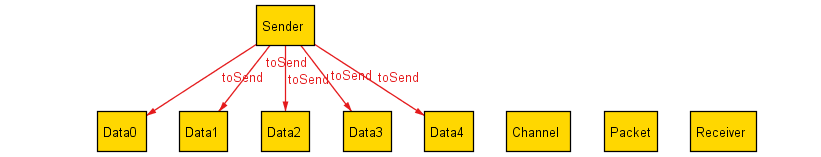 Sender
toSend
toSend
toSend
toSend
toSend
Data0
Data1
Data2
Data3
Data4
Channel
Packet
Receiver